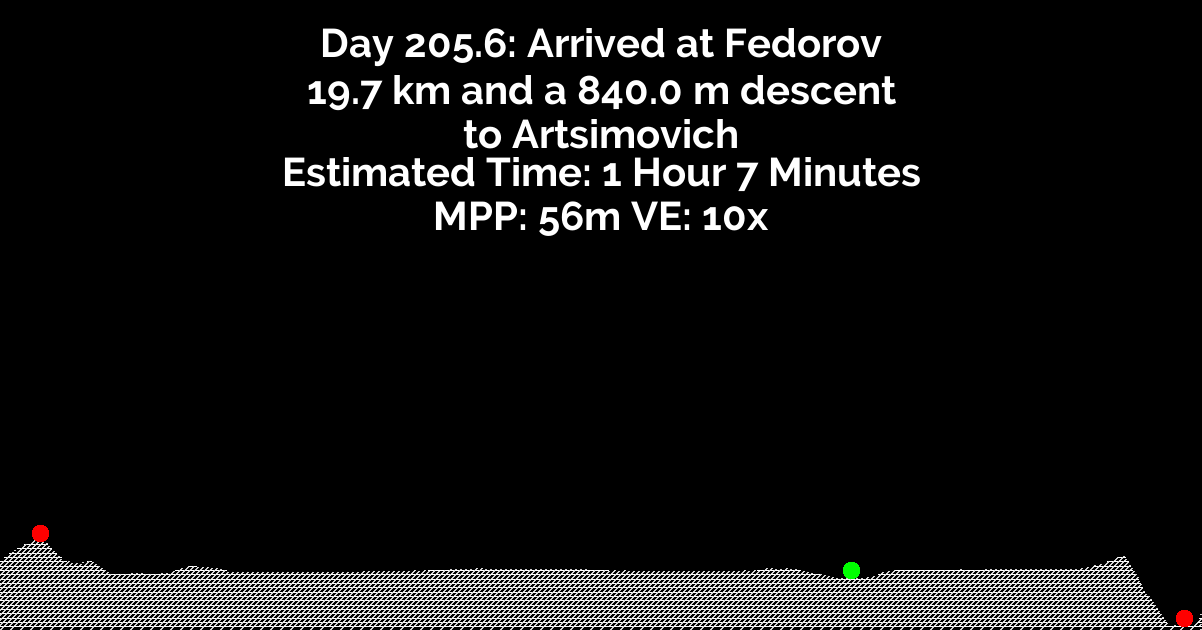 Day 205.6: Arrived at Fedorov
19.7 km and a 840.0 m descent
to Artsimovich
Estimated Time: 1 Hour 7 Minutes
MPP: 56m VE: 10x